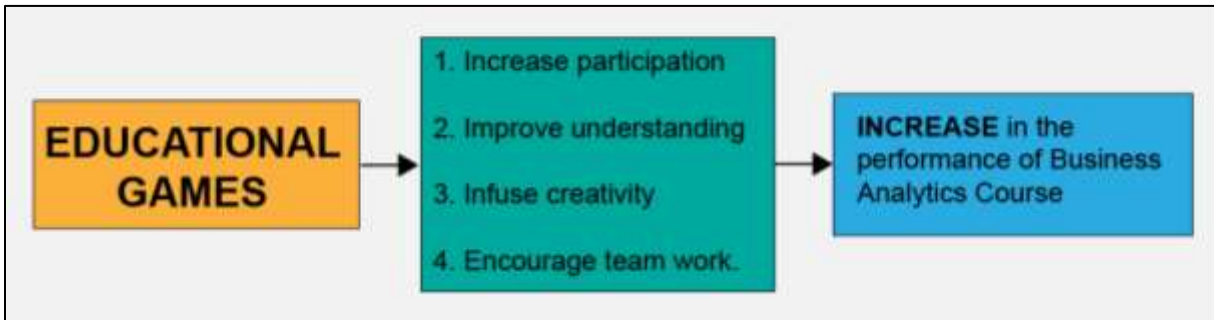 EDUCATIONAL
GAMES
1. Increase participation
2. Improve understanding
3. Infuse creativity
4. Encourage team work.
INCREASE in the
performance of Business
Analytics Course